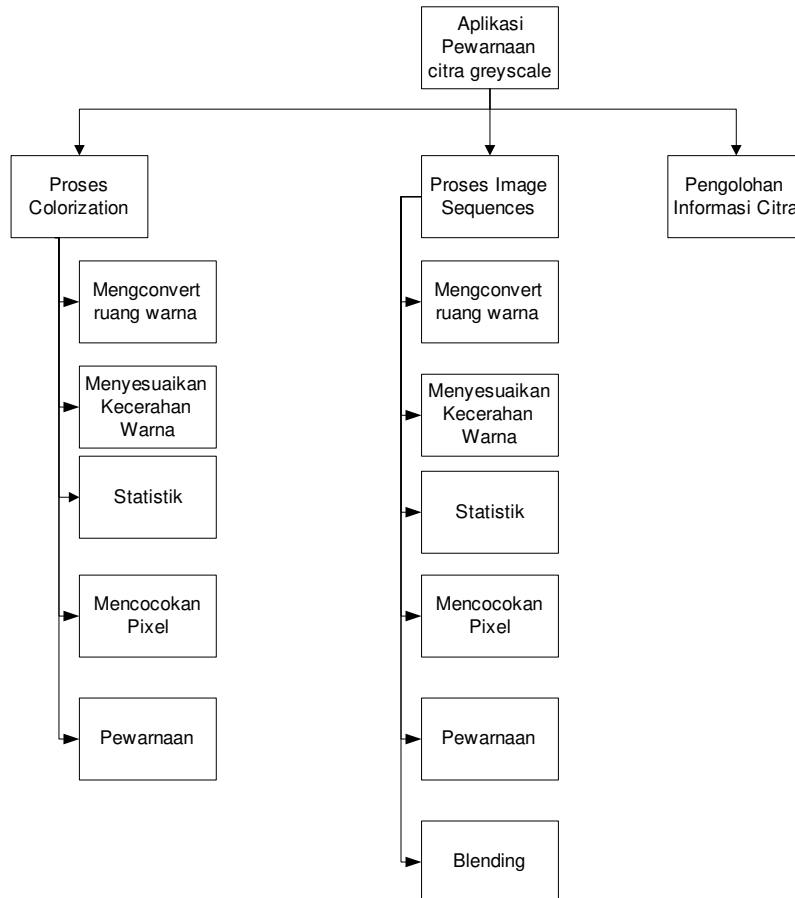 Aplikasi
Pewarnaan
citra greyscale
Proses
Colorization
Proses Image
Sequences
Pengolohan
Informasi Citra
Mengconvert
ruang warna
Mengconvert
ruang warna
Menyesuaikan
Kecerahan
Warna
Menyesuaikan
Kecerahan
Warna
Statistik
Statistik
Mencocokan
Pixel
Mencocokan
Pixel
Pewarnaan
Pewarnaan
Blending